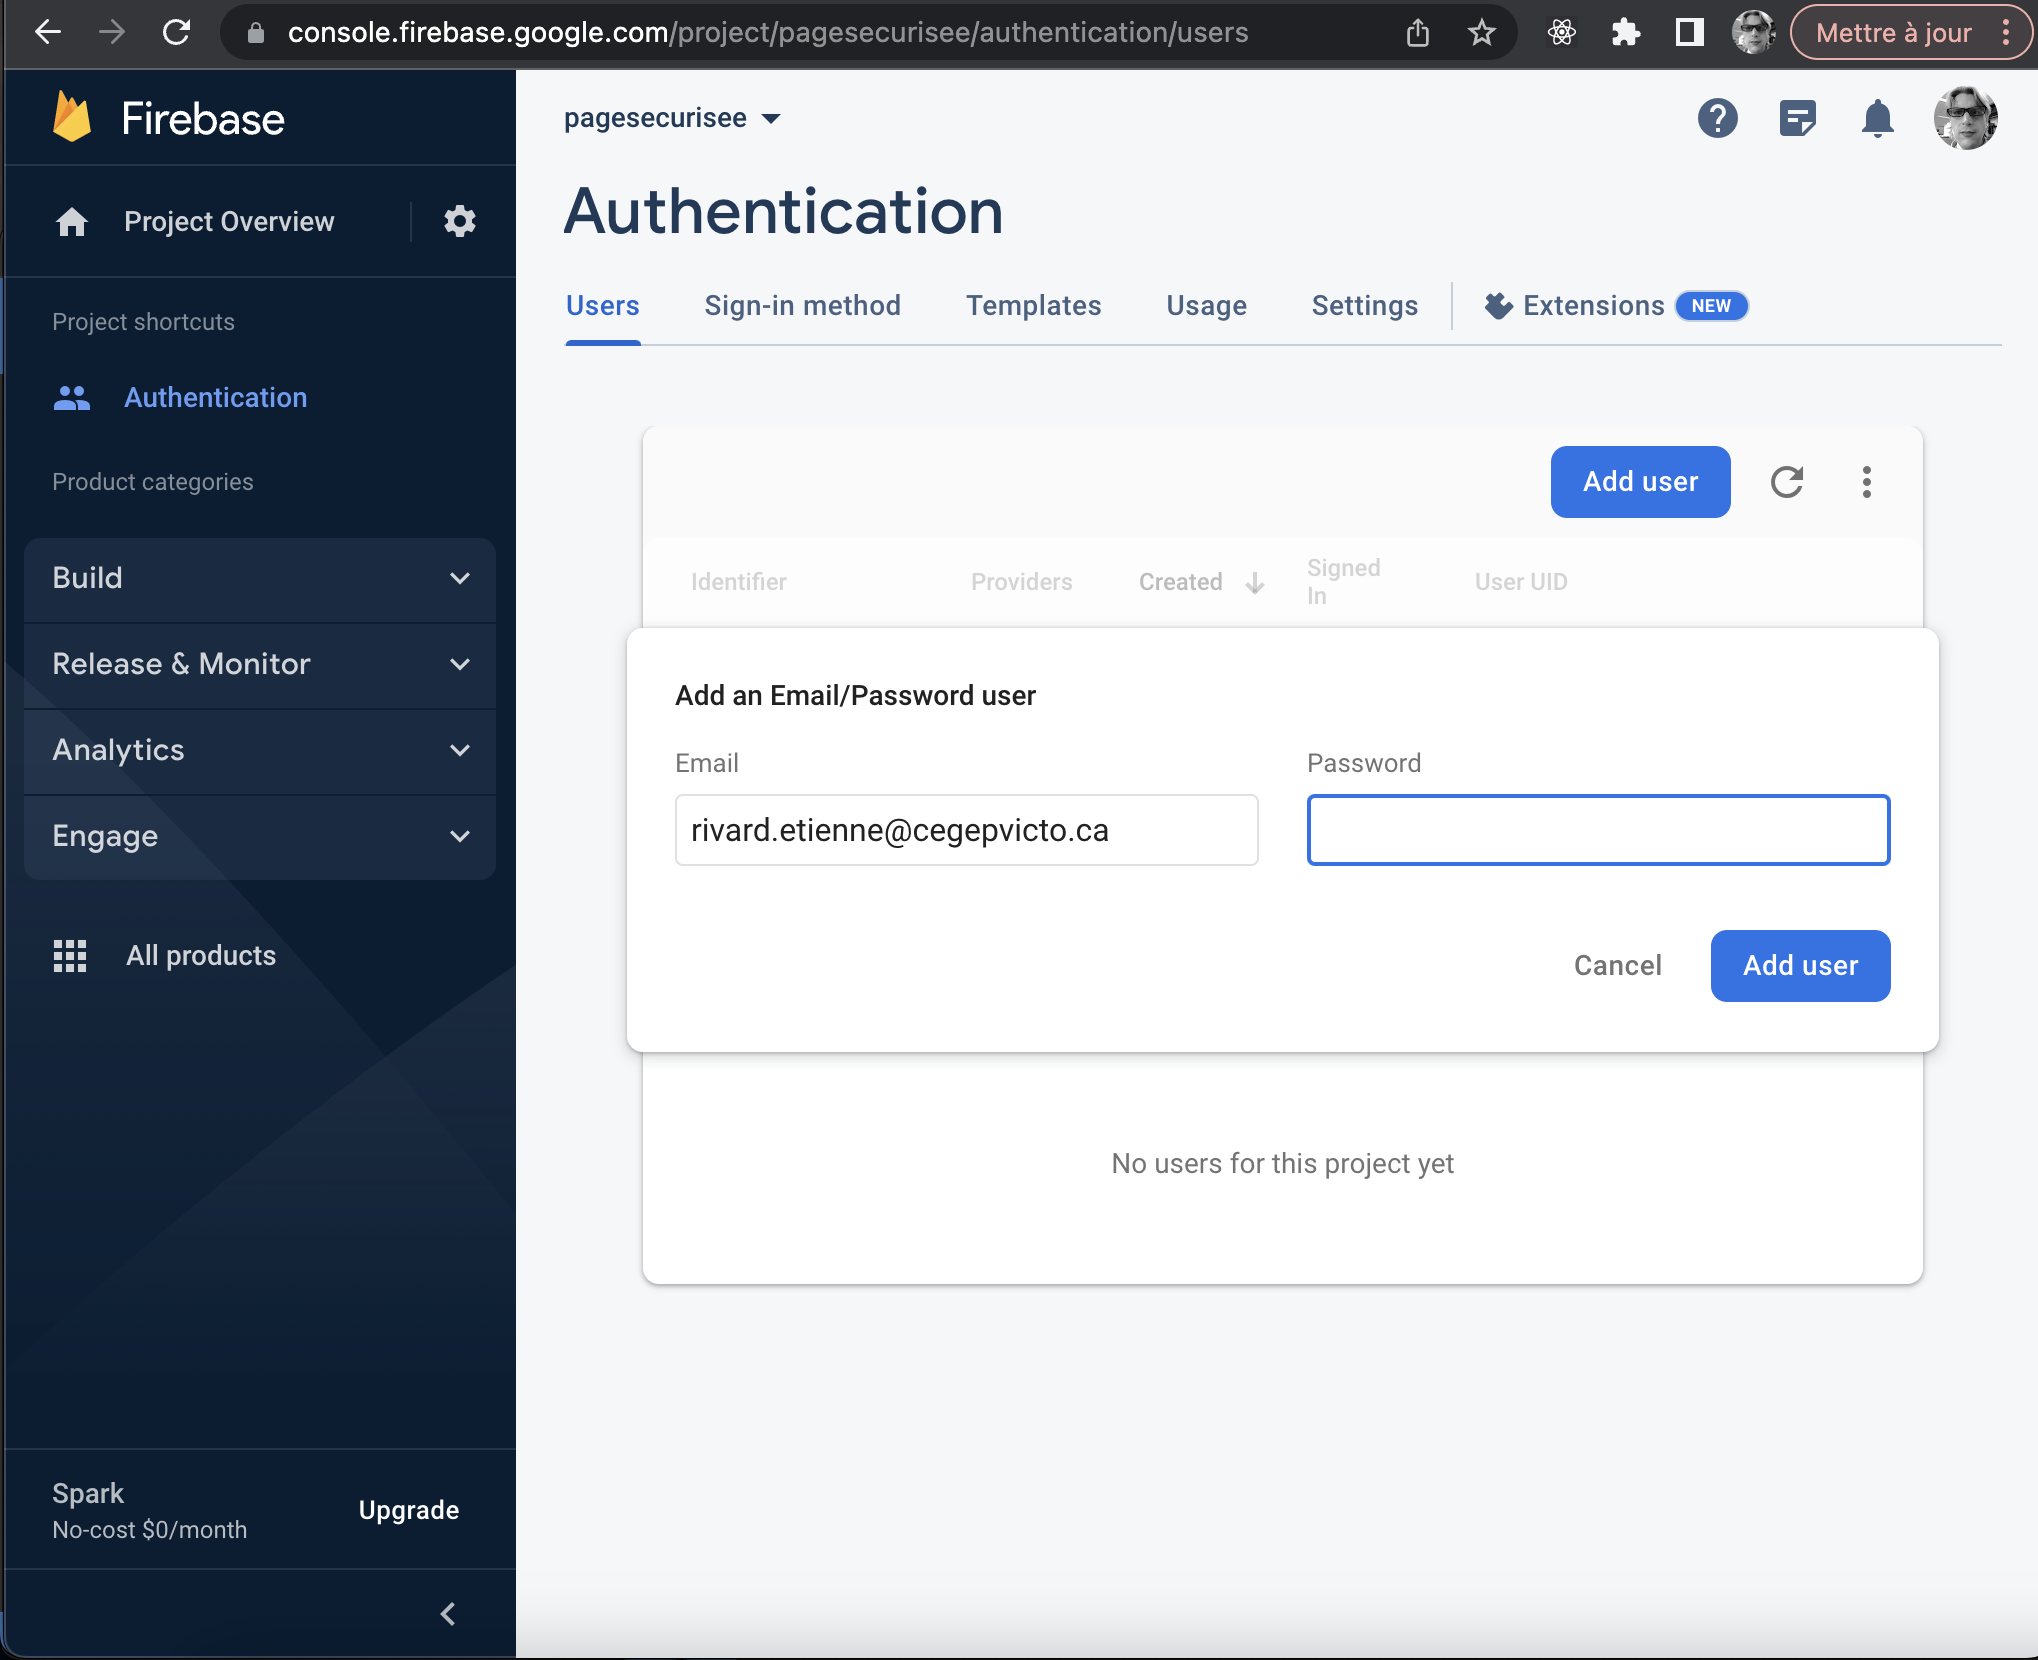 console.firebase.google.com/project/pagesecurisee/authentication/users
Mettre à jour
Firebase
Project Overview
Project shortcuts
Authentication
Product categories
Build
Release & Monitor
Analytics
Engage
All products
Spark
No-cost $0/month
Upgrade
pagesecurisee
Authentication
Users Sign-in method Templates Usage Settings Extensions NEW
Add user
Identifier Providers Created Signed In User UID
Add an Email/Password user
Email Password
rivard.etienne@cegepvicto.ca
Cancel Add user
No users for this project yet